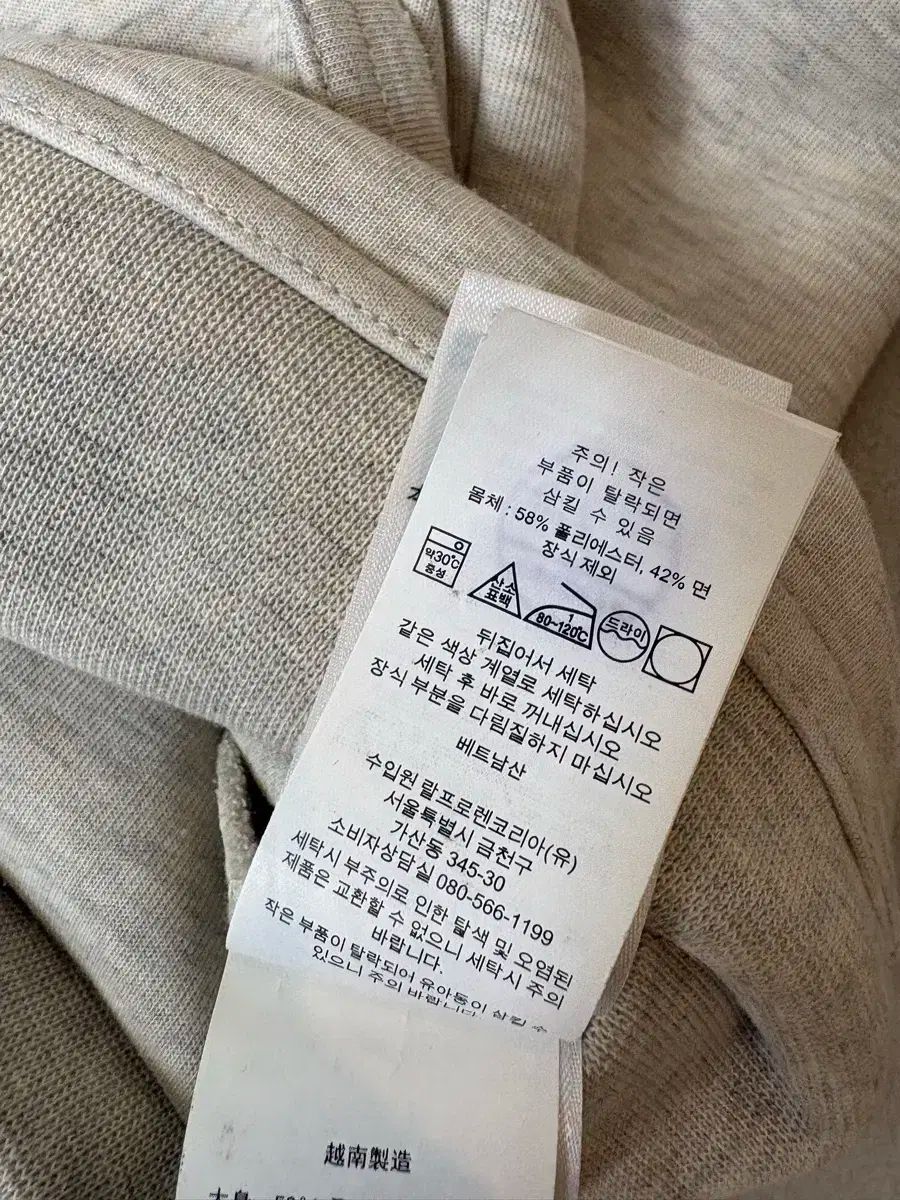 주의! 작은
부품이 탈락되면
삼킬 수 있음
몸체 : 58% 폴리에스터, 42% 면
장식 제외
약30℃
중성
산소
표백
1
80~120℃
드라이
뒤집어서 세탁
같은 색상 계열로 세탁하십시오
세탁 후 바로 꺼내십시오
장식 부분을 다림질하지 마십시오
베트남산
수입원 랄프로렌코리아(유)
서울특별시 금천구
가산동 345-30
소비자상담실 080-566-1199
세탁시 부주의로 인한 탈색 및 오염된
제품은 교환할 수 없으니 세탁시 주의
바랍니다.
작은 부품이 탈락되어 유아동이 삼킬 수
있으니 주의 바랍니다.
越南製造